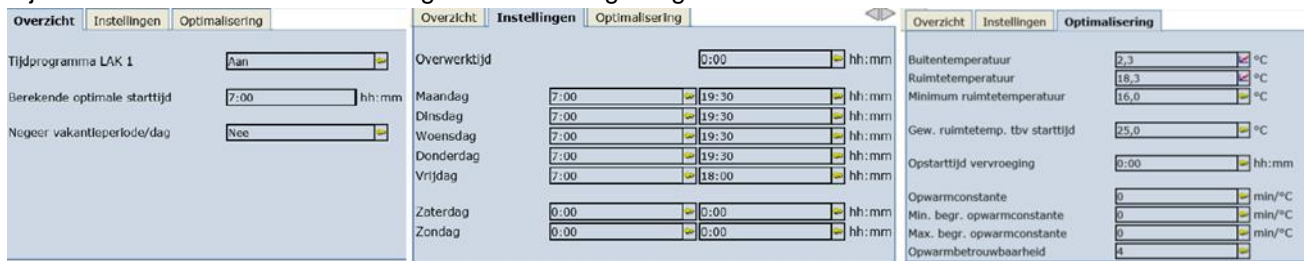 Overzicht Instellingen Optimalisering
Tijdprogramma LAK 1 Aan
Berekende optimale starttijd 7:00 hh:mm
Negeer vakantieperiode/dag Nee
Overzicht Instellingen Optimalisering
Overwerktijd 0:00 hh:mm
Maandag 7:00 19:30 hh:mm
Dinsdag 7:00 19:30 hh:mm
Woensdag 7:00 19:30 hh:mm
Donderdag 7:00 19:30 hh:mm
Vrijdag 7:00 18:00 hh:mm
Zaterdag 0:00 0:00 hh:mm
Zondag 0:00 0:00 hh:mm
Overzicht Instellingen Optimalisering
Buitentemperatuur 2,3 °C
Ruimtetemperatuur 18,3 °C
Minimum ruimtetemperatuur 16,0 °C
Gew. ruimtetemp. tbv starttijd 25,0 °C
Opstarttijd vervroeging 0:00 hh:mm
Opwarmconstante 0 min/°C
Min. begr. opwarmconstante 0 min/°C
Max. begr. opwarmconstante 0 min/°C
Opwarmbetrouwbaarheid 4